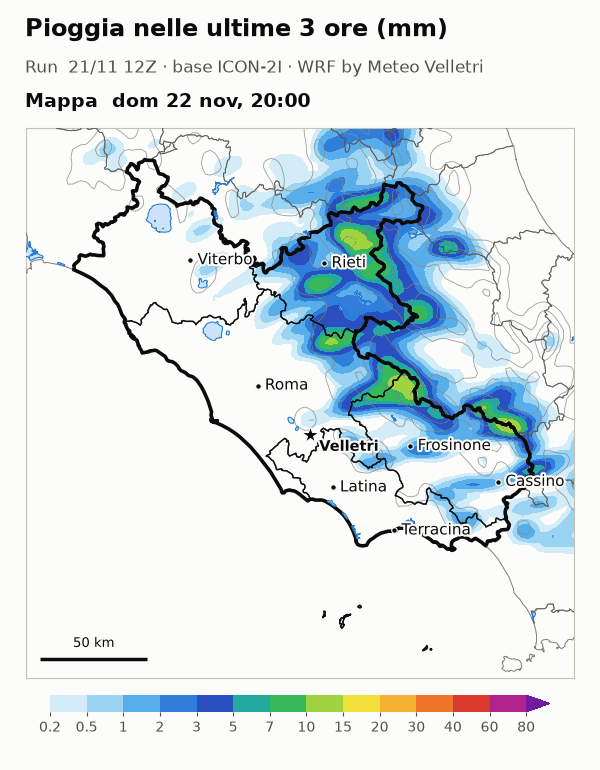 Pioggia nelle ultime 3 ore (mm)
Run  21/11 12Z · base ICON-2I · WRF by Meteo Velletri
Mappa  dom 22 nov, 20:00
Viterbo
Rieti
Roma
Velletri
Frosinone
Latina
Cassino
Terracina
50 km
0.2 0.5 1 2 3 5 7 10 15 20 30 40 60 80